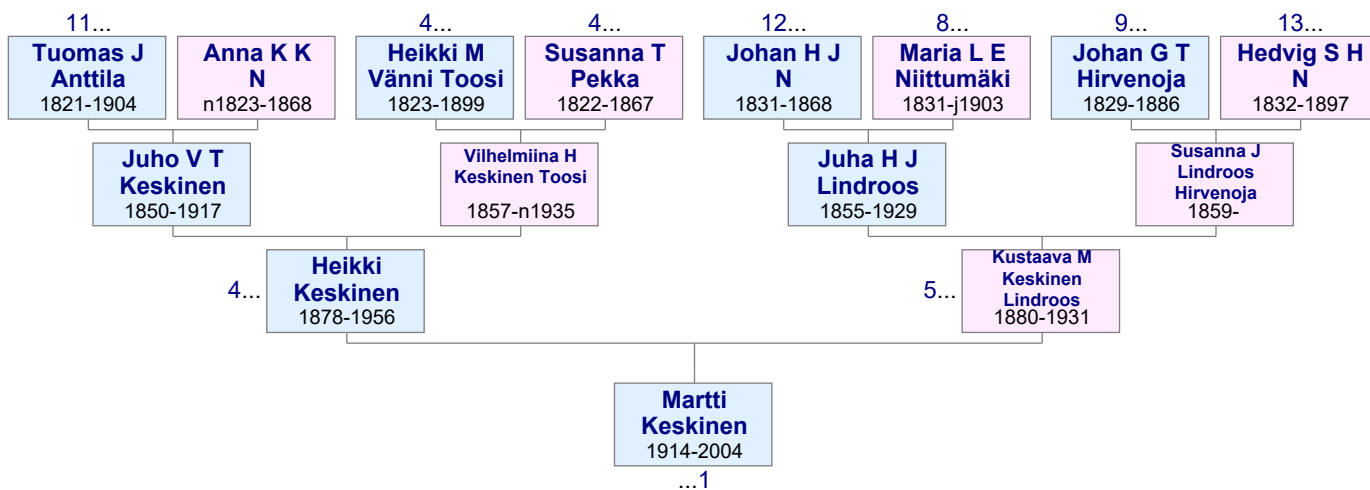 11... 4... 4... 12... 8... 9... 13...
Tuomas J
Anttila
1821-1904
Anna K K
N
n1823-1868
Heikki M
Vänni Toosi
1823-1899
Susanna T
Pekka
1822-1867
Johan H J
N
1831-1868
Maria L E
Niittumäki
1831-j1903
Johan G T
Hirvenoja
1829-1886
Hedvig S H
N
1832-1897
Juho V T
Keskinen
1850-1917
Vilhelmiina H
Keskinen Toosi
1857-n1935
Juha H J
Lindroos
1855-1929
Susanna J
Lindroos
Hirvenoja
1859-
4...
Heikki
Keskinen
1878-1956
5...
Kustaava M
Keskinen
Lindroos
1880-1931
Martti
Keskinen
1914-2004
...1